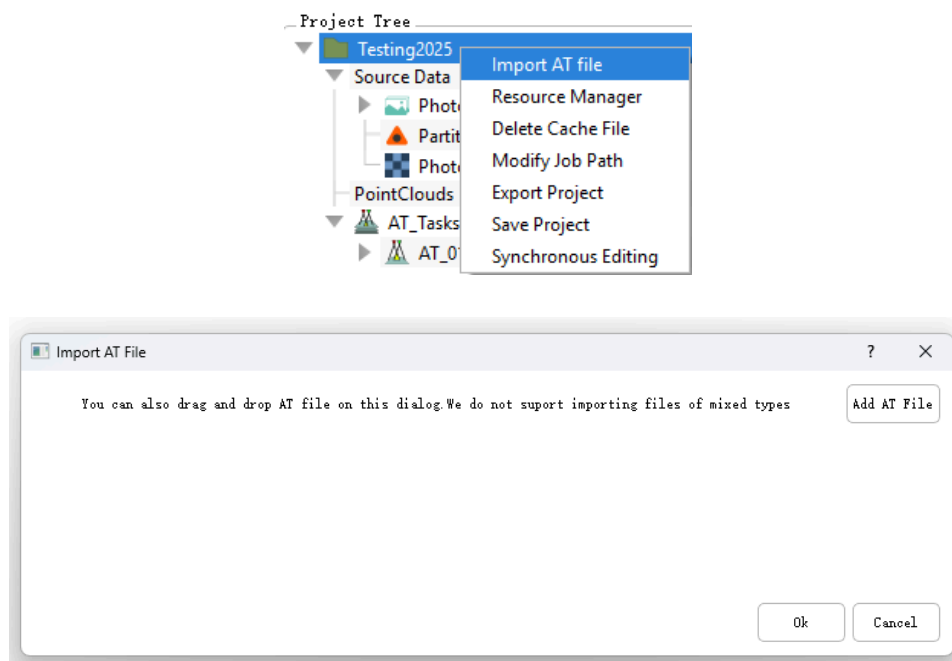 Project Tree
Testing2025
Import AT file
Source Data
Resource Manager
Delete Cache File
Modify Job Path
PointClouds
Export Project
AT_Tasks
Save Project
Synchronous Editing
Import AT File
?
You can also drag and drop AT file on this dialog.We do not suport importing files of mixed types
Add AT File
Ok
Cancel